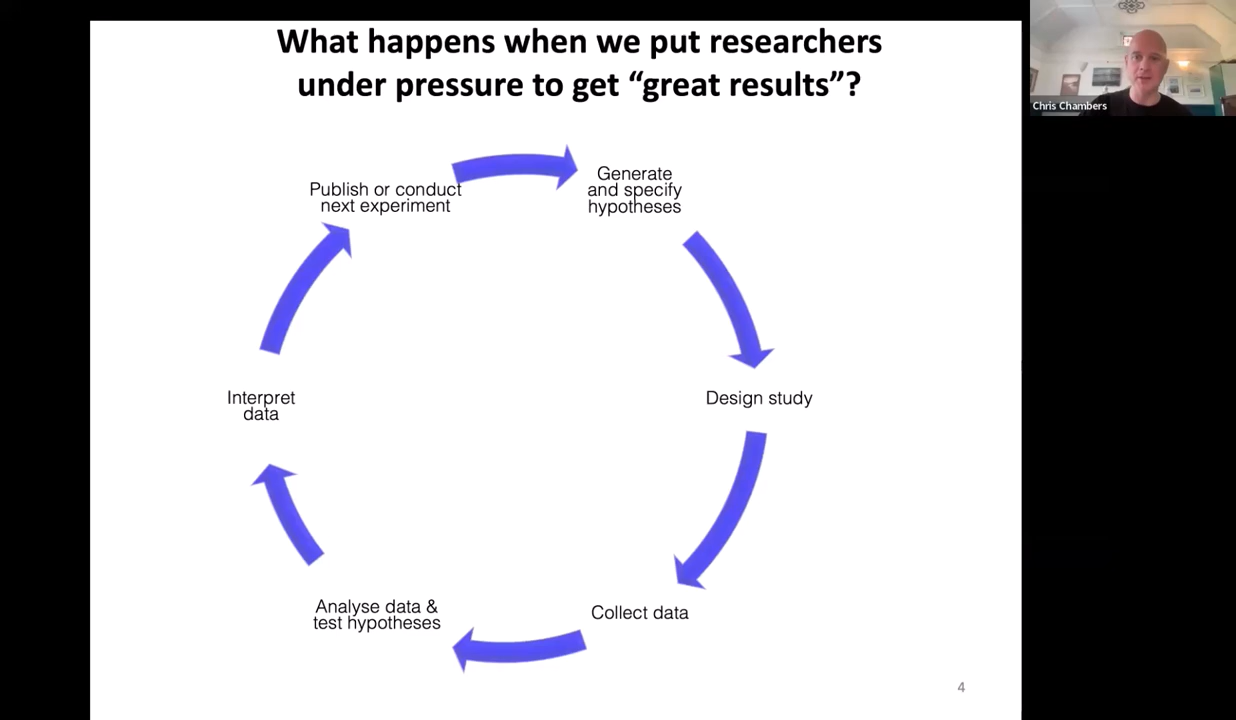 What happens when we put researchers
under pressure to get “great results”?
Chris Chambers
Publish or conduct
next experiment
Generate
and specify
hypotheses
Interpret
data
Design study
Analyse data &
test hypotheses
Collect data
4